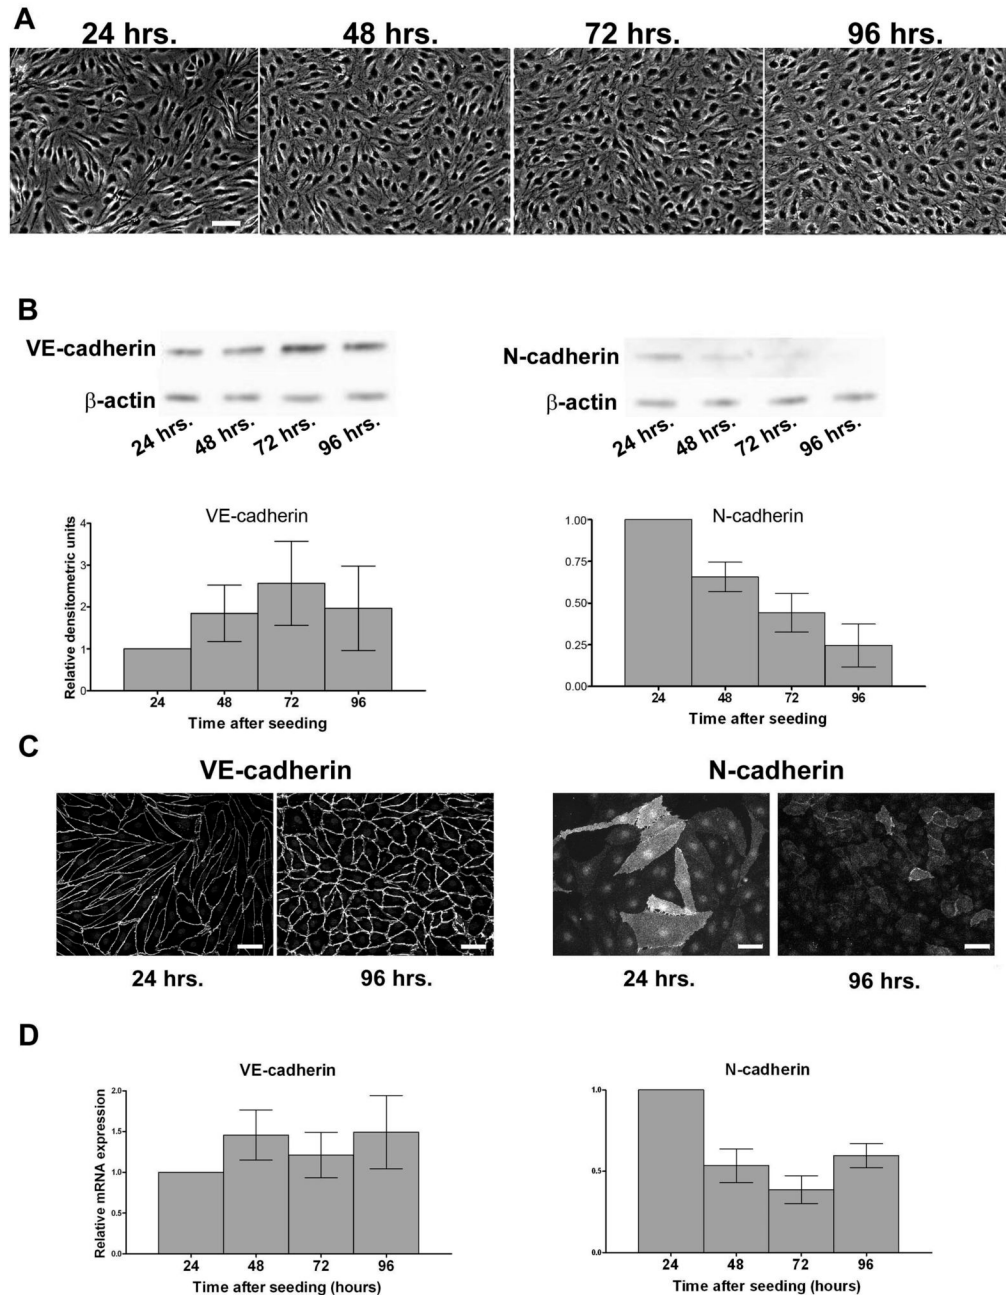 A
24 hrs. 48 hrs. 72 hrs. 96 hrs.
B
VE-cadherin
β-actin
24 hrs. 48 hrs. 72 hrs. 96 hrs.
N-cadherin
β-actin
24 hrs. 48 hrs. 72 hrs. 96 hrs.
VE-cadherin
Relative densitometric units
4
3
2
1
0
24 48 72 96
Time after seeding
N-cadherin
1.00
0.75
0.50
0.25
0.00
24 48 72 96
Time after seeding
C
VE-cadherin
24 hrs. 96 hrs.
N-cadherin
24 hrs. 96 hrs.
D
VE-cadherin
Relative mRNA expression
2.0
1.5
1.0
0.5
0.0
24 48 72 96
Time after seeding (hours)
N-cadherin
1.0
0.5
0.0
24 48 72 96
Time after seeding (hours)